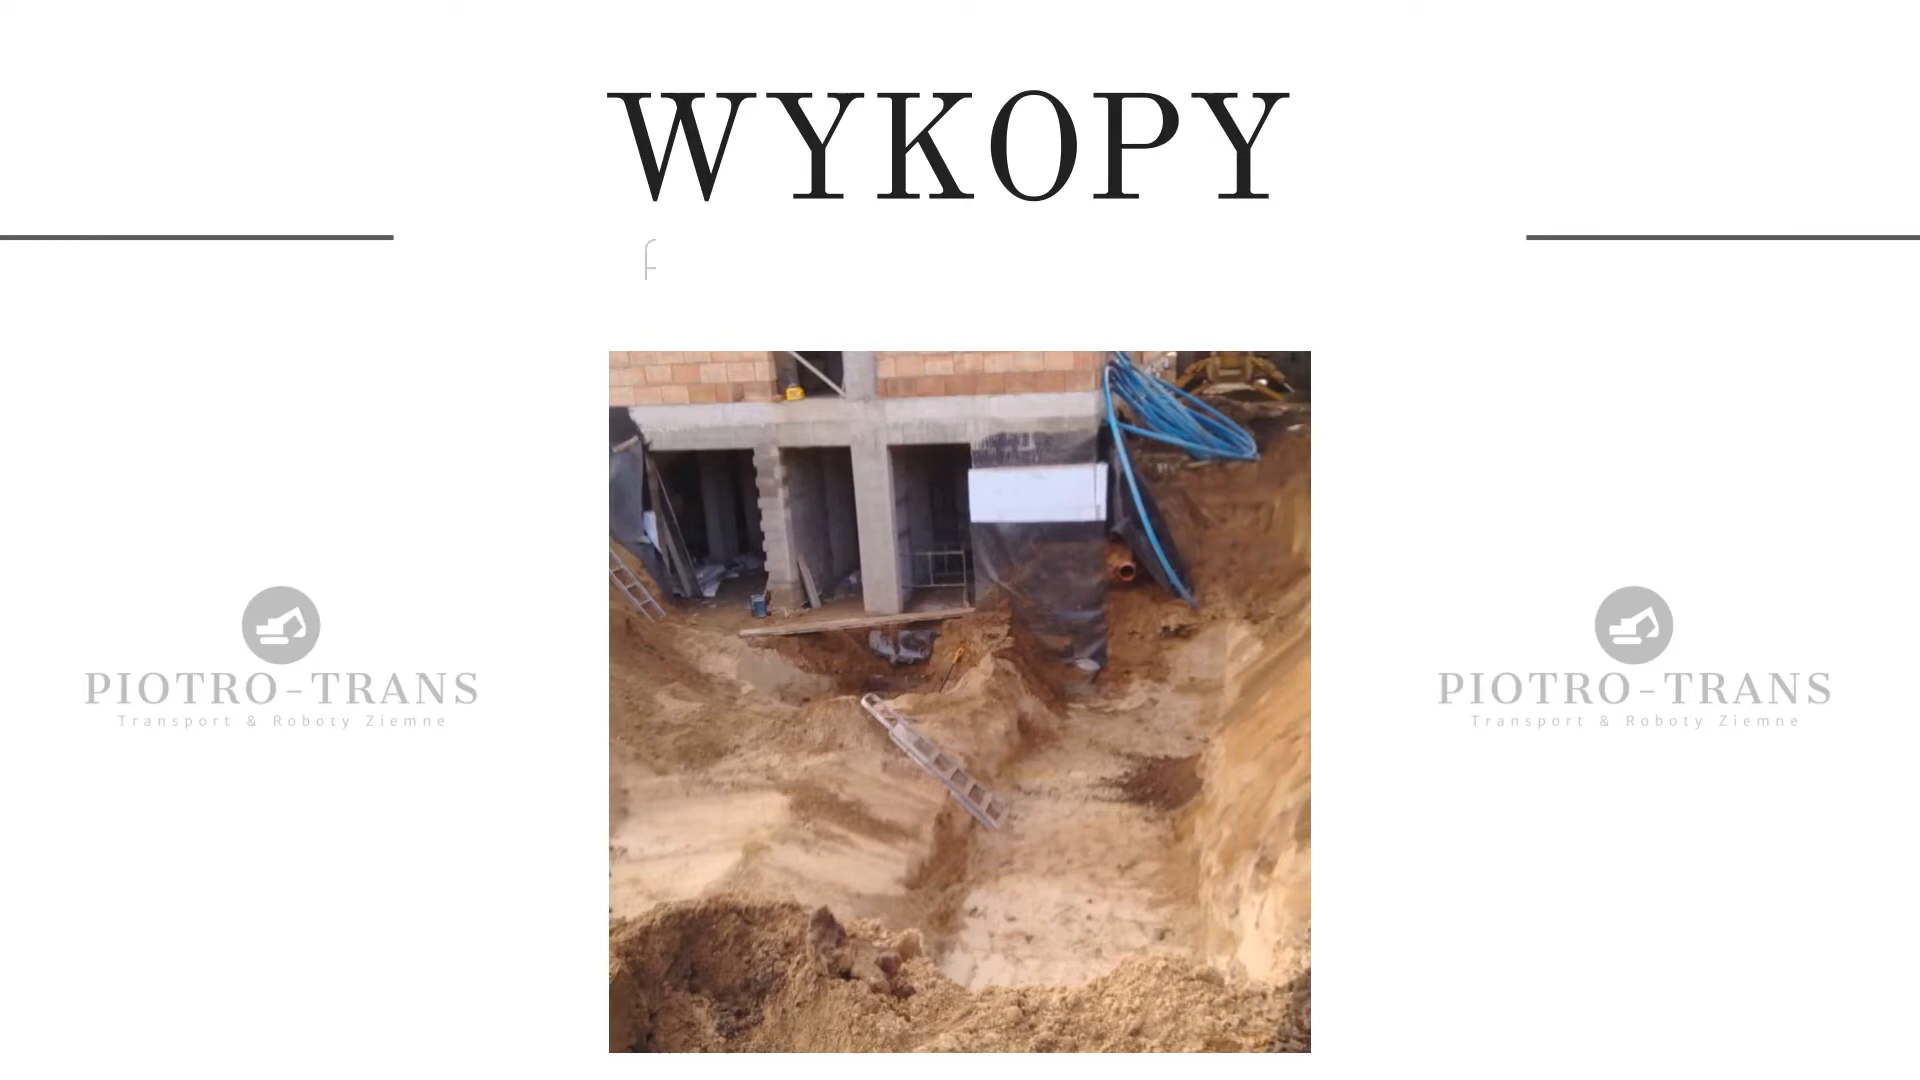 WYKOPY
f
PIOTRO-TRANS
Transport & Roboty Ziemne
PIOTRO-TRANS
Transport & Roboty Ziemne